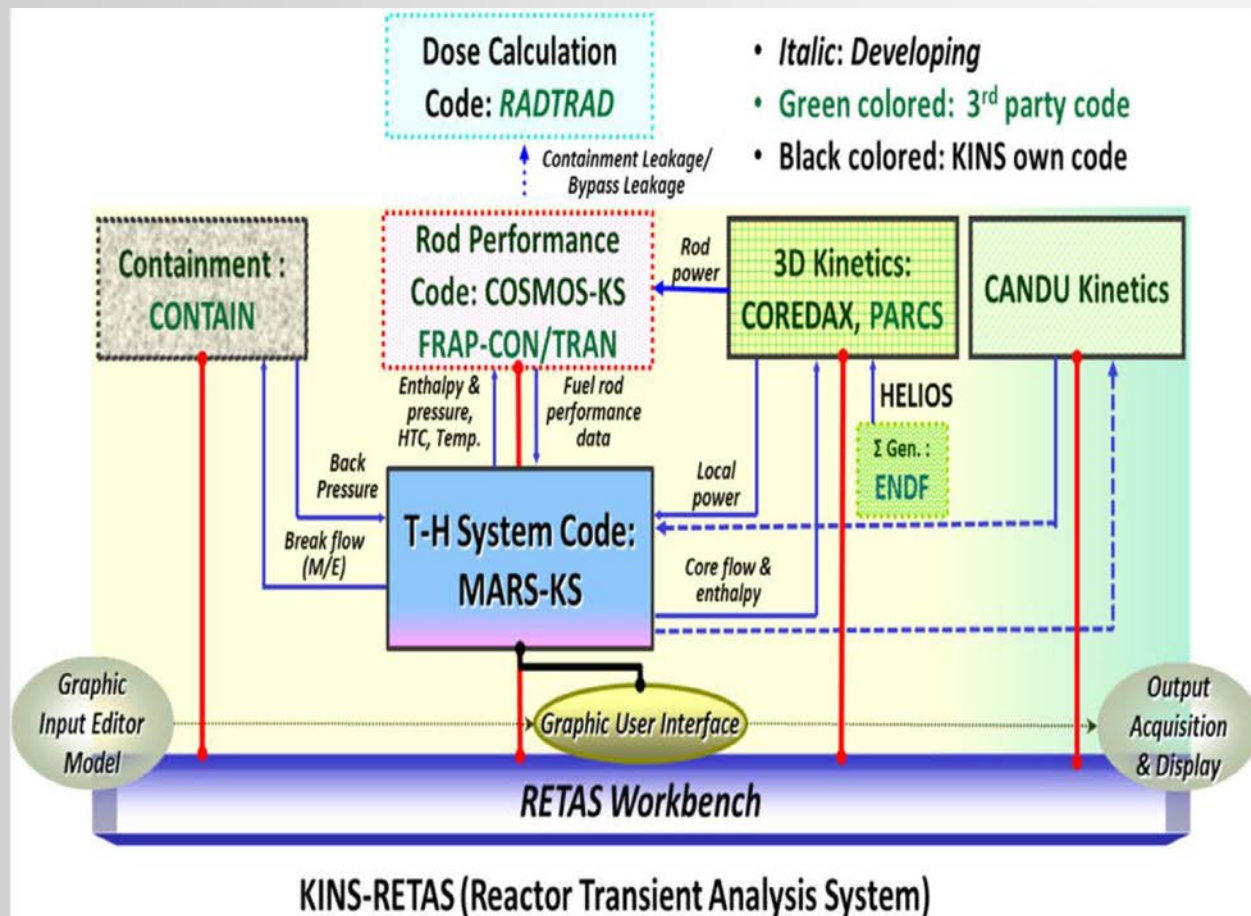 Dose Calculation
Code: RADTRAD
• Italic: Developing
• Green colored: 3rd party code
• Black colored: KINS own code
Containment Leakage/
Bypass Leakage
Containment :
CONTAIN
Rod Performance
Code: COSMOS-KS
FRAP-CON/TRAN
Rod
power
3D Kinetics:
COREDAX, PARCS
CANDU Kinetics
Enthalpy &
pressure,
HTC, Temp.
Fuel rod
performance
data
HELIOS
Σ Gen. :
ENDF
Back
Pressure
Break flow
(M/E)
T-H System Code:
MARS-KS
Local
power
Core flow &
enthalpy
Graphic
Input Editor
Model
Graphic User Interface
Output
Acquisition
& Display
RETAS Workbench
KINS-RETAS (Reactor Transient Analysis System)